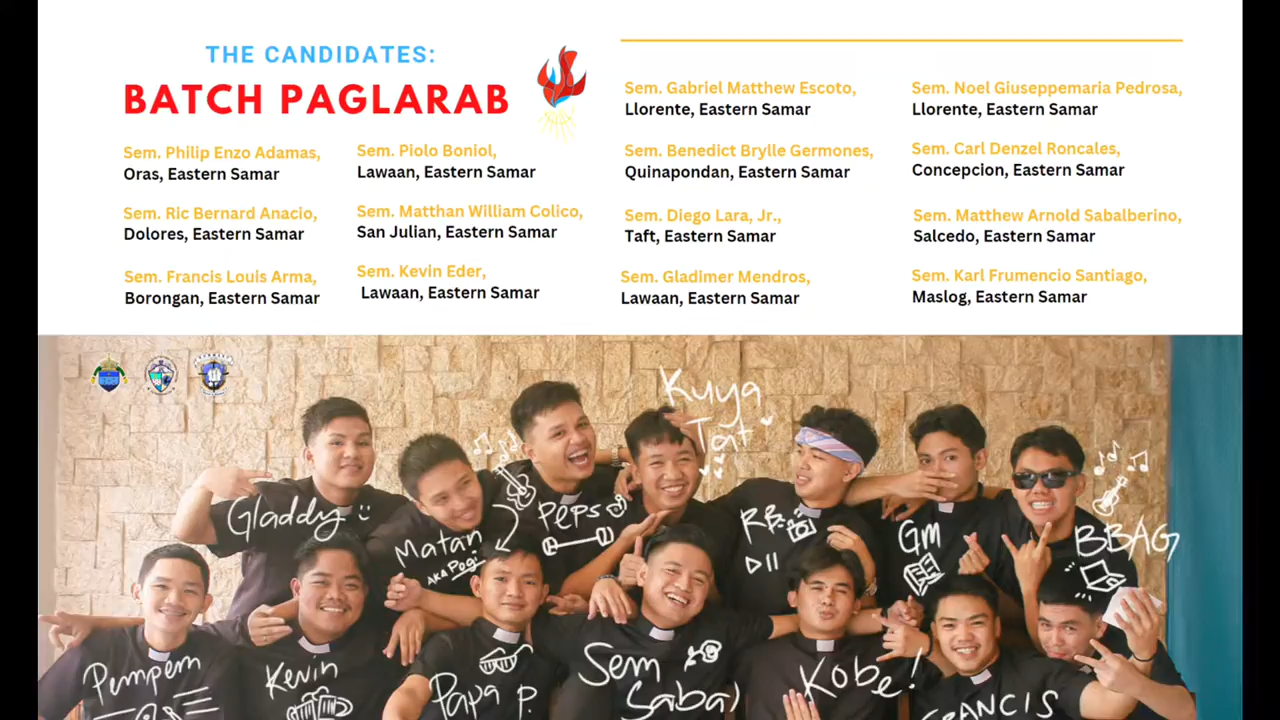 THE CANDIDATES:
BATCH PAGLARAB
Sem. Philip Enzo Adamas,
Oras, Eastern Samar
Sem. Ric Bernard Anacio,
Dolores, Eastern Samar
Sem. Francis Louis Arma,
Borongan, Eastern Samar
Sem. Piolo Boniol,
Lawaan, Eastern Samar
Sem. Matthan William Colico,
San Julian, Eastern Samar
Sem. Kevin Eder,
Lawaan, Eastern Samar
Sem. Gabriel Matthew Escoto,
Llorente, Eastern Samar
Sem. Benedict Brylle Germones,
Quinapondan, Eastern Samar
Sem. Diego Lara, Jr.,
Taft, Eastern Samar
Sem. Gladimer Mendros,
Lawaan, Eastern Samar
Sem. Noel Giuseppemaria Pedrosa,
Llorente, Eastern Samar
Sem. Carl Denzel Roncales,
Concepcion, Eastern Samar
Sem. Matthew Arnold Sabalberino,
Salcedo, Eastern Samar
Sem. Karl Frumencio Santiago,
Maslog, Eastern Samar
Kuya
Tat
Gladdy
Matan
AKA Pogi
Peps
RB
GM
BBAG
Pempem
Kevin
Papa P.
Sem
Sabal
Kobe!
FRANCIS